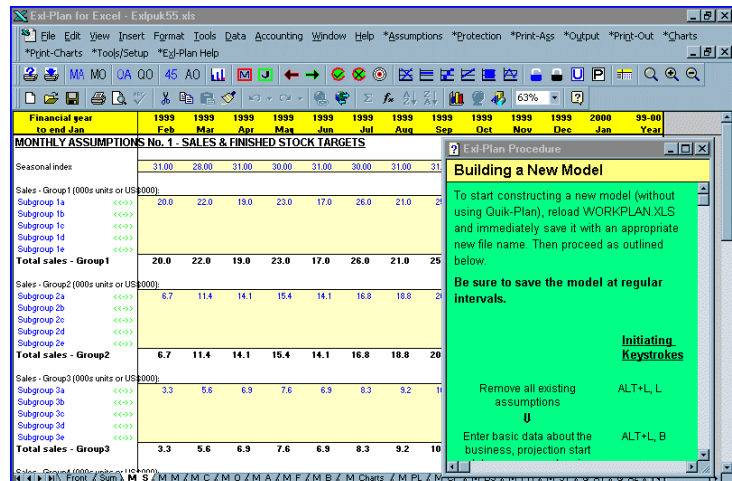 Exl-Plan for Excel - Exlpuk55.xls
File Edit View Insert Format Tools Data Accounting Window Help *Assumptions *Protection *Print-Ass *Output *Print-Out *Charts
*Print-Charts *Tools/Setup *Exl-Plan Help
MA MO QA QO 45 AO M J U P
63%
Financial year 1999 1999 1999 1999 1999 1999 1999 1999 1999 1999 1999 2000 99-00
to end Jan Feb Mar Apr May Jun Jul Aug Sep Oct Nov Dec Jan Year
MONTHLY ASSUMPTIONS No. 1 - SALES & FINISHED STOCK TARGETS
Seasonal index 31.00 28.00 31.00 30.00 31.00 30.00 31.00 31.
Sales - Group1 (000s units or US$000):
Subgroup 1a <<->> 20.0 22.0 19.0 23.0 17.0 26.0 21.0 25
Subgroup 1b <<->>
Subgroup 1c <<->>
Subgroup 1d <<->>
Subgroup 1e <<->>
Total sales - Group1 20.0 22.0 19.0 23.0 17.0 26.0 21.0 25
Sales - Group2 (000s units or US$000):
Subgroup 2a <<->> 6.7 11.4 14.1 15.4 14.1 16.8 18.8 20
Subgroup 2b <<->>
Subgroup 2c <<->>
Subgroup 2d <<->>
Subgroup 2e <<->>
Total sales - Group2 6.7 11.4 14.1 15.4 14.1 16.8 18.8 20
Sales - Group3 (000s units or US$000):
Subgroup 3a <<->> 3.3 5.6 6.9 7.6 6.9 8.3 9.2 10
Subgroup 3b <<->>
Subgroup 3c <<->>
Subgroup 3d <<->>
Subgroup 3e <<->>
Total sales - Group3 3.3 5.6 6.9 7.6 6.9 8.3 9.2 10
Front / Sum / M S / M M / M C / M O / M A / M F / M B / M Charts / M PL
Exl-Plan Procedure
Building a New Model
To start constructing a new model (without
using Quik-Plan), reload WORKPLAN.XLS
and immediately save it with an appropriate
new file name. Then proceed as outlined
below.
Be sure to save the model at regular
intervals.
Initiating
Keystrokes
Remove all existing ALT+L, L
assumptions
⇓
Enter basic data about the ALT+L, B
business, projection start